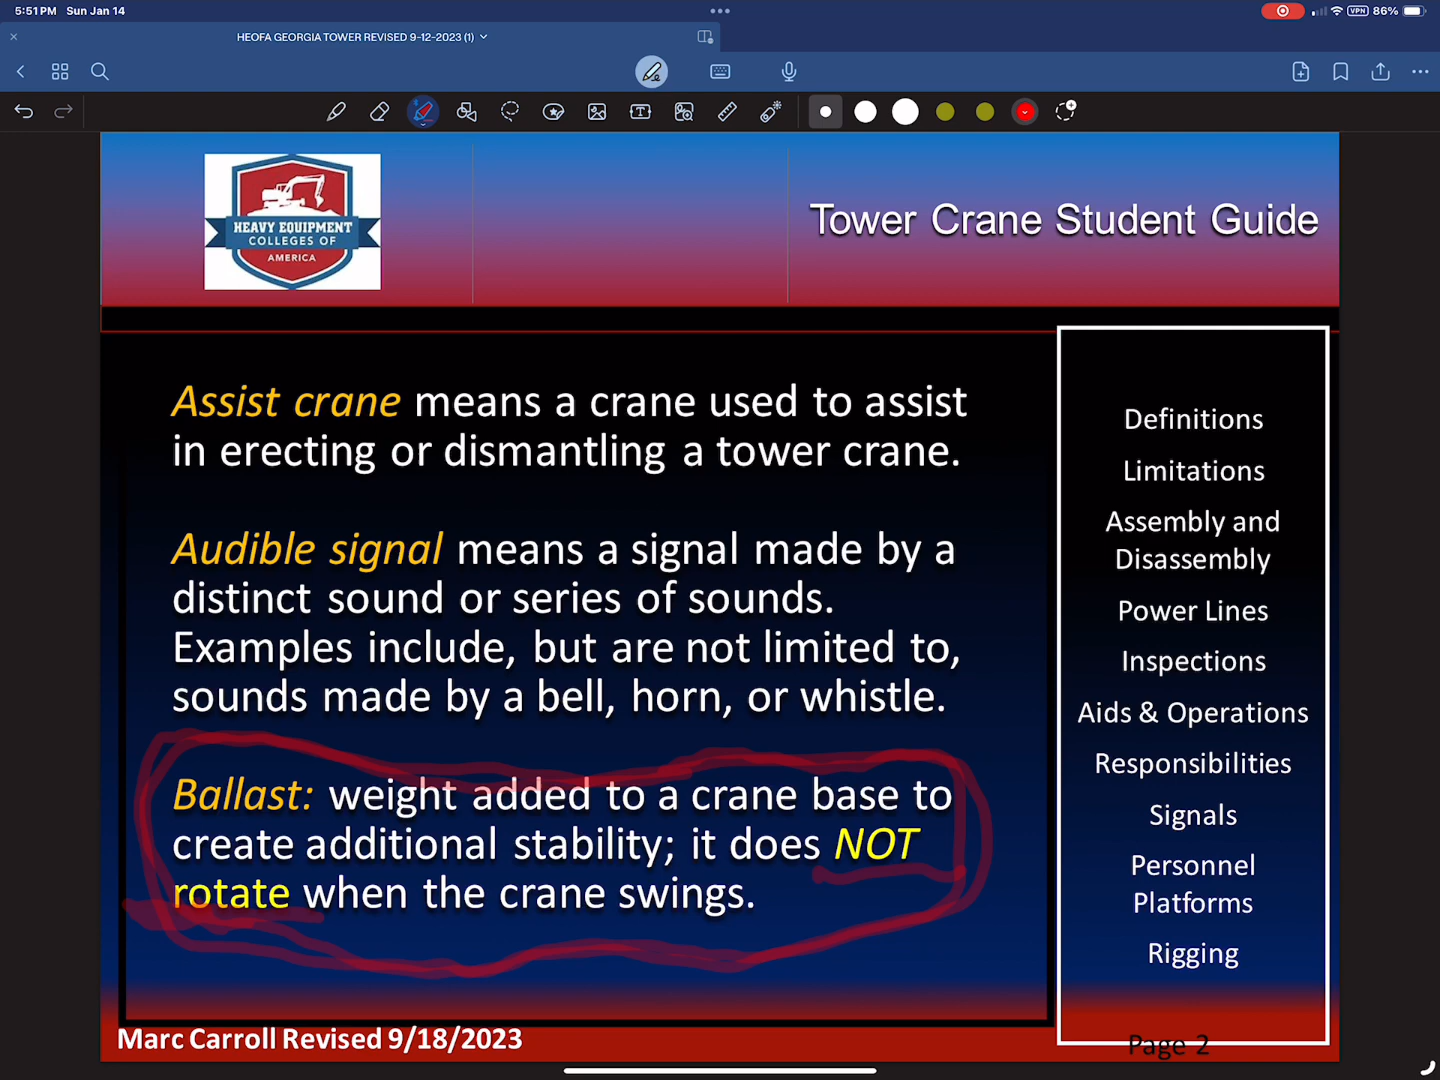 5:51 PM Sun Jan 14
VPN 86%
HEOFA GEORGIA TOWER REVISED 9-12-2023 (1)
HEAVY EQUIPMENT
COLLEGES OF
AMERICA
Tower Crane Student Guide
Assist crane means a crane used to assist
in erecting or dismantling a tower crane.
Audible signal means a signal made by a
distinct sound or series of sounds.
Examples include, but are not limited to,
sounds made by a bell, horn, or whistle.
Ballast: weight added to a crane base to
create additional stability; it does NOT
rotate when the crane swings.
Definitions
Limitations
Assembly and
Disassembly
Power Lines
Inspections
Aids & Operations
Responsibilities
Signals
Personnel
Platforms
Rigging
Marc Carroll Revised 9/18/2023
Page 2